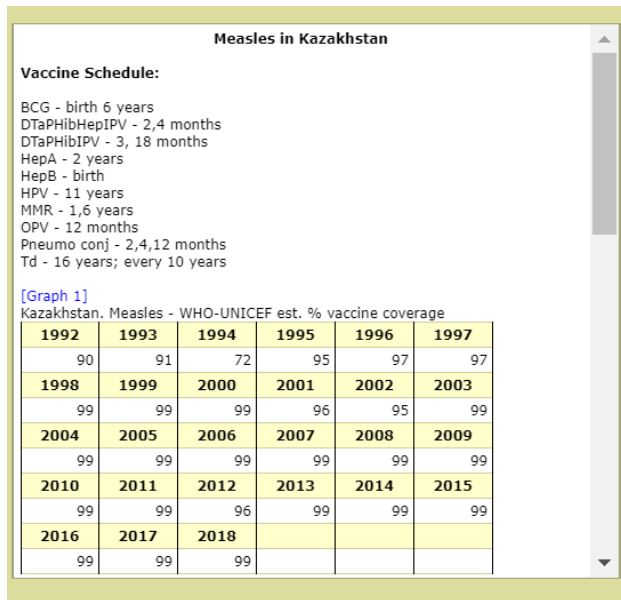 Measles in Kazakhstan
Vaccine Schedule:
BCG - birth 6 years
DTaPHibHepIPV - 2,4 months
DTaPHibIPV - 3, 18 months
HepA - 2 years
HepB - birth
HPV - 11 years
MMR - 1,6 years
OPV - 12 months
Pneumo conj - 2,4,12 months
Td - 16 years; every 10 years
[Graph 1]
Kazakhstan. Measles - WHO-UNICEF est. % vaccine coverage
1992 1993 1994 1995 1996 1997
90 91 72 95 97 97
1998 1999 2000 2001 2002 2003
99 99 99 96 95 99
2004 2005 2006 2007 2008 2009
99 99 99 99 99 99
2010 2011 2012 2013 2014 2015
99 99 96 99 99 99
2016 2017 2018
99 99 99